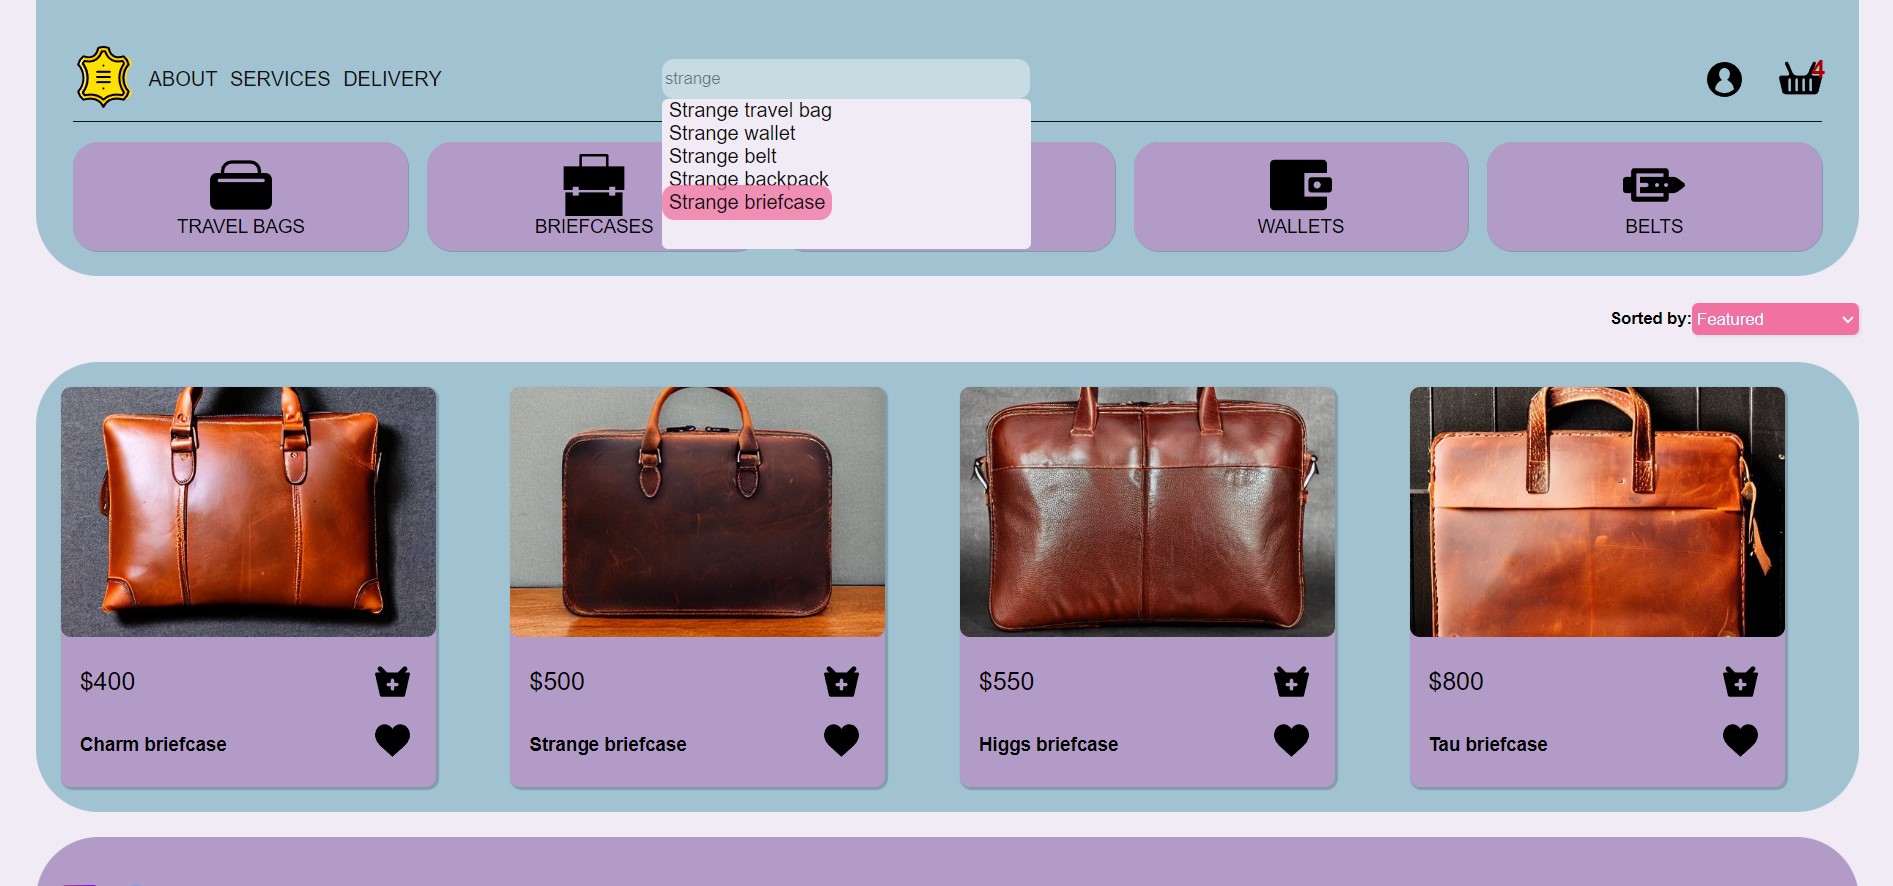 ABOUT SERVICES DELIVERY
strange
4
Strange travel bag
Strange wallet
Strange belt
Strange backpack
Strange briefcase
TRAVEL BAGS
BRIEFCASES
WALLETS
BELTS
Sorted by: Featured
$400
$500
$550
$800
Charm briefcase
Strange briefcase
Higgs briefcase
Tau briefcase